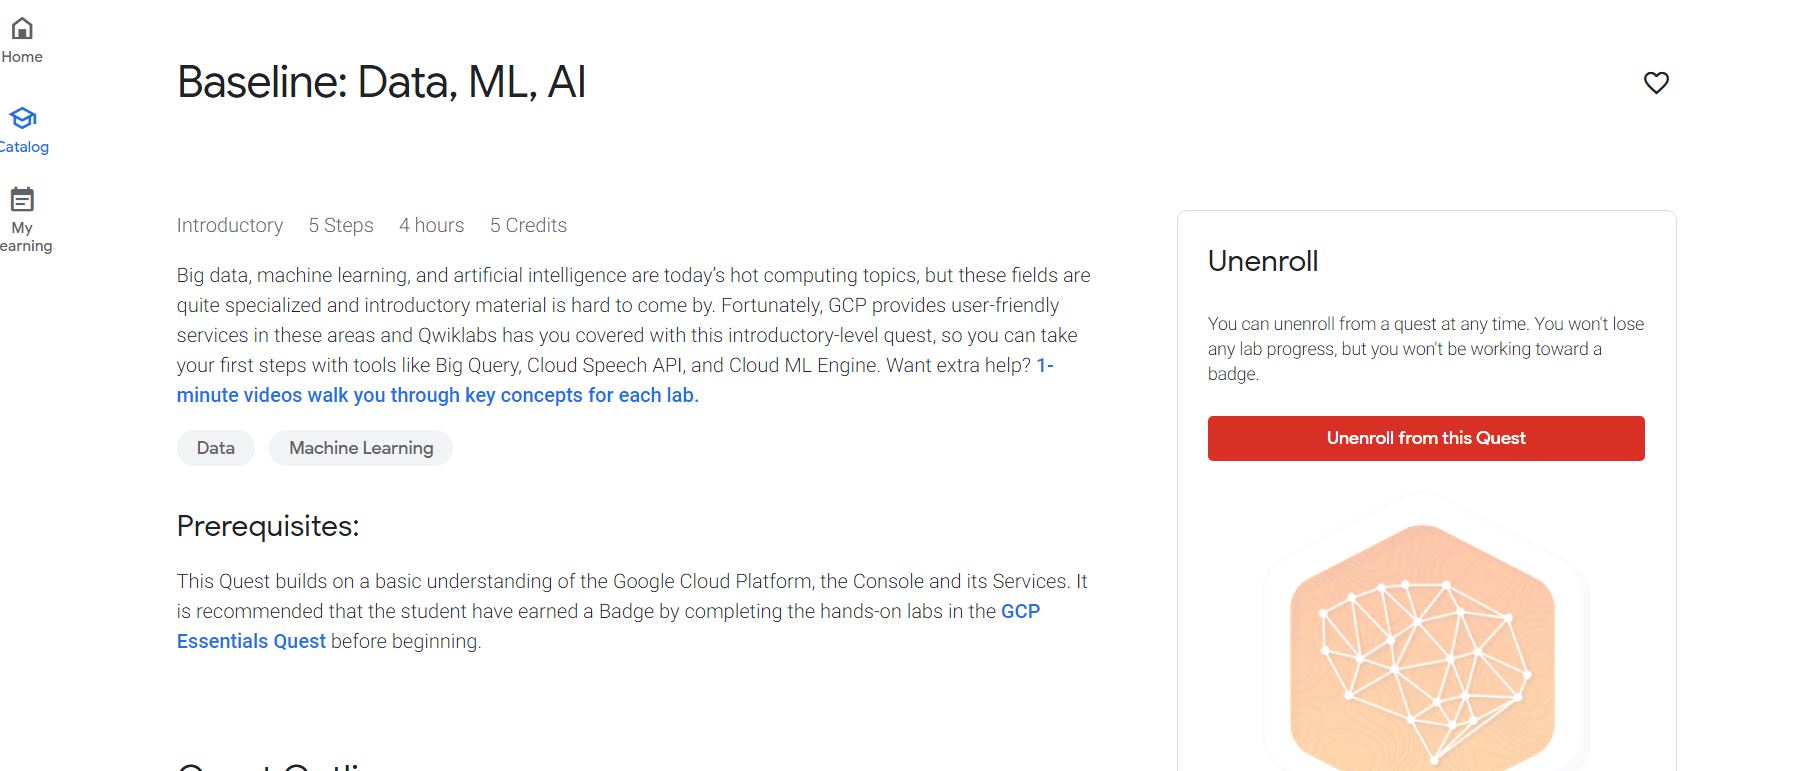 Home
Catalog
My
earning
Baseline: Data, ML, AI
Introductory 5 Steps 4 hours 5 Credits
Big data, machine learning, and artificial intelligence are today's hot computing topics, but these fields are
quite specialized and introductory material is hard to come by. Fortunately, GCP provides user-friendly
services in these areas and Qwiklabs has you covered with this introductory-level quest, so you can take
your first steps with tools like Big Query, Cloud Speech API, and Cloud ML Engine. Want extra help? 1-
minute videos walk you through key concepts for each lab.
Data Machine Learning
Prerequisites:
This Quest builds on a basic understanding of the Google Cloud Platform, the Console and its Services. It
is recommended that the student have earned a Badge by completing the hands-on labs in the GCP
Essentials Quest before beginning.
Unenroll
You can unenroll from a quest at any time. You won't lose
any lab progress, but you won't be working toward a
badge.
Unenroll from this Quest